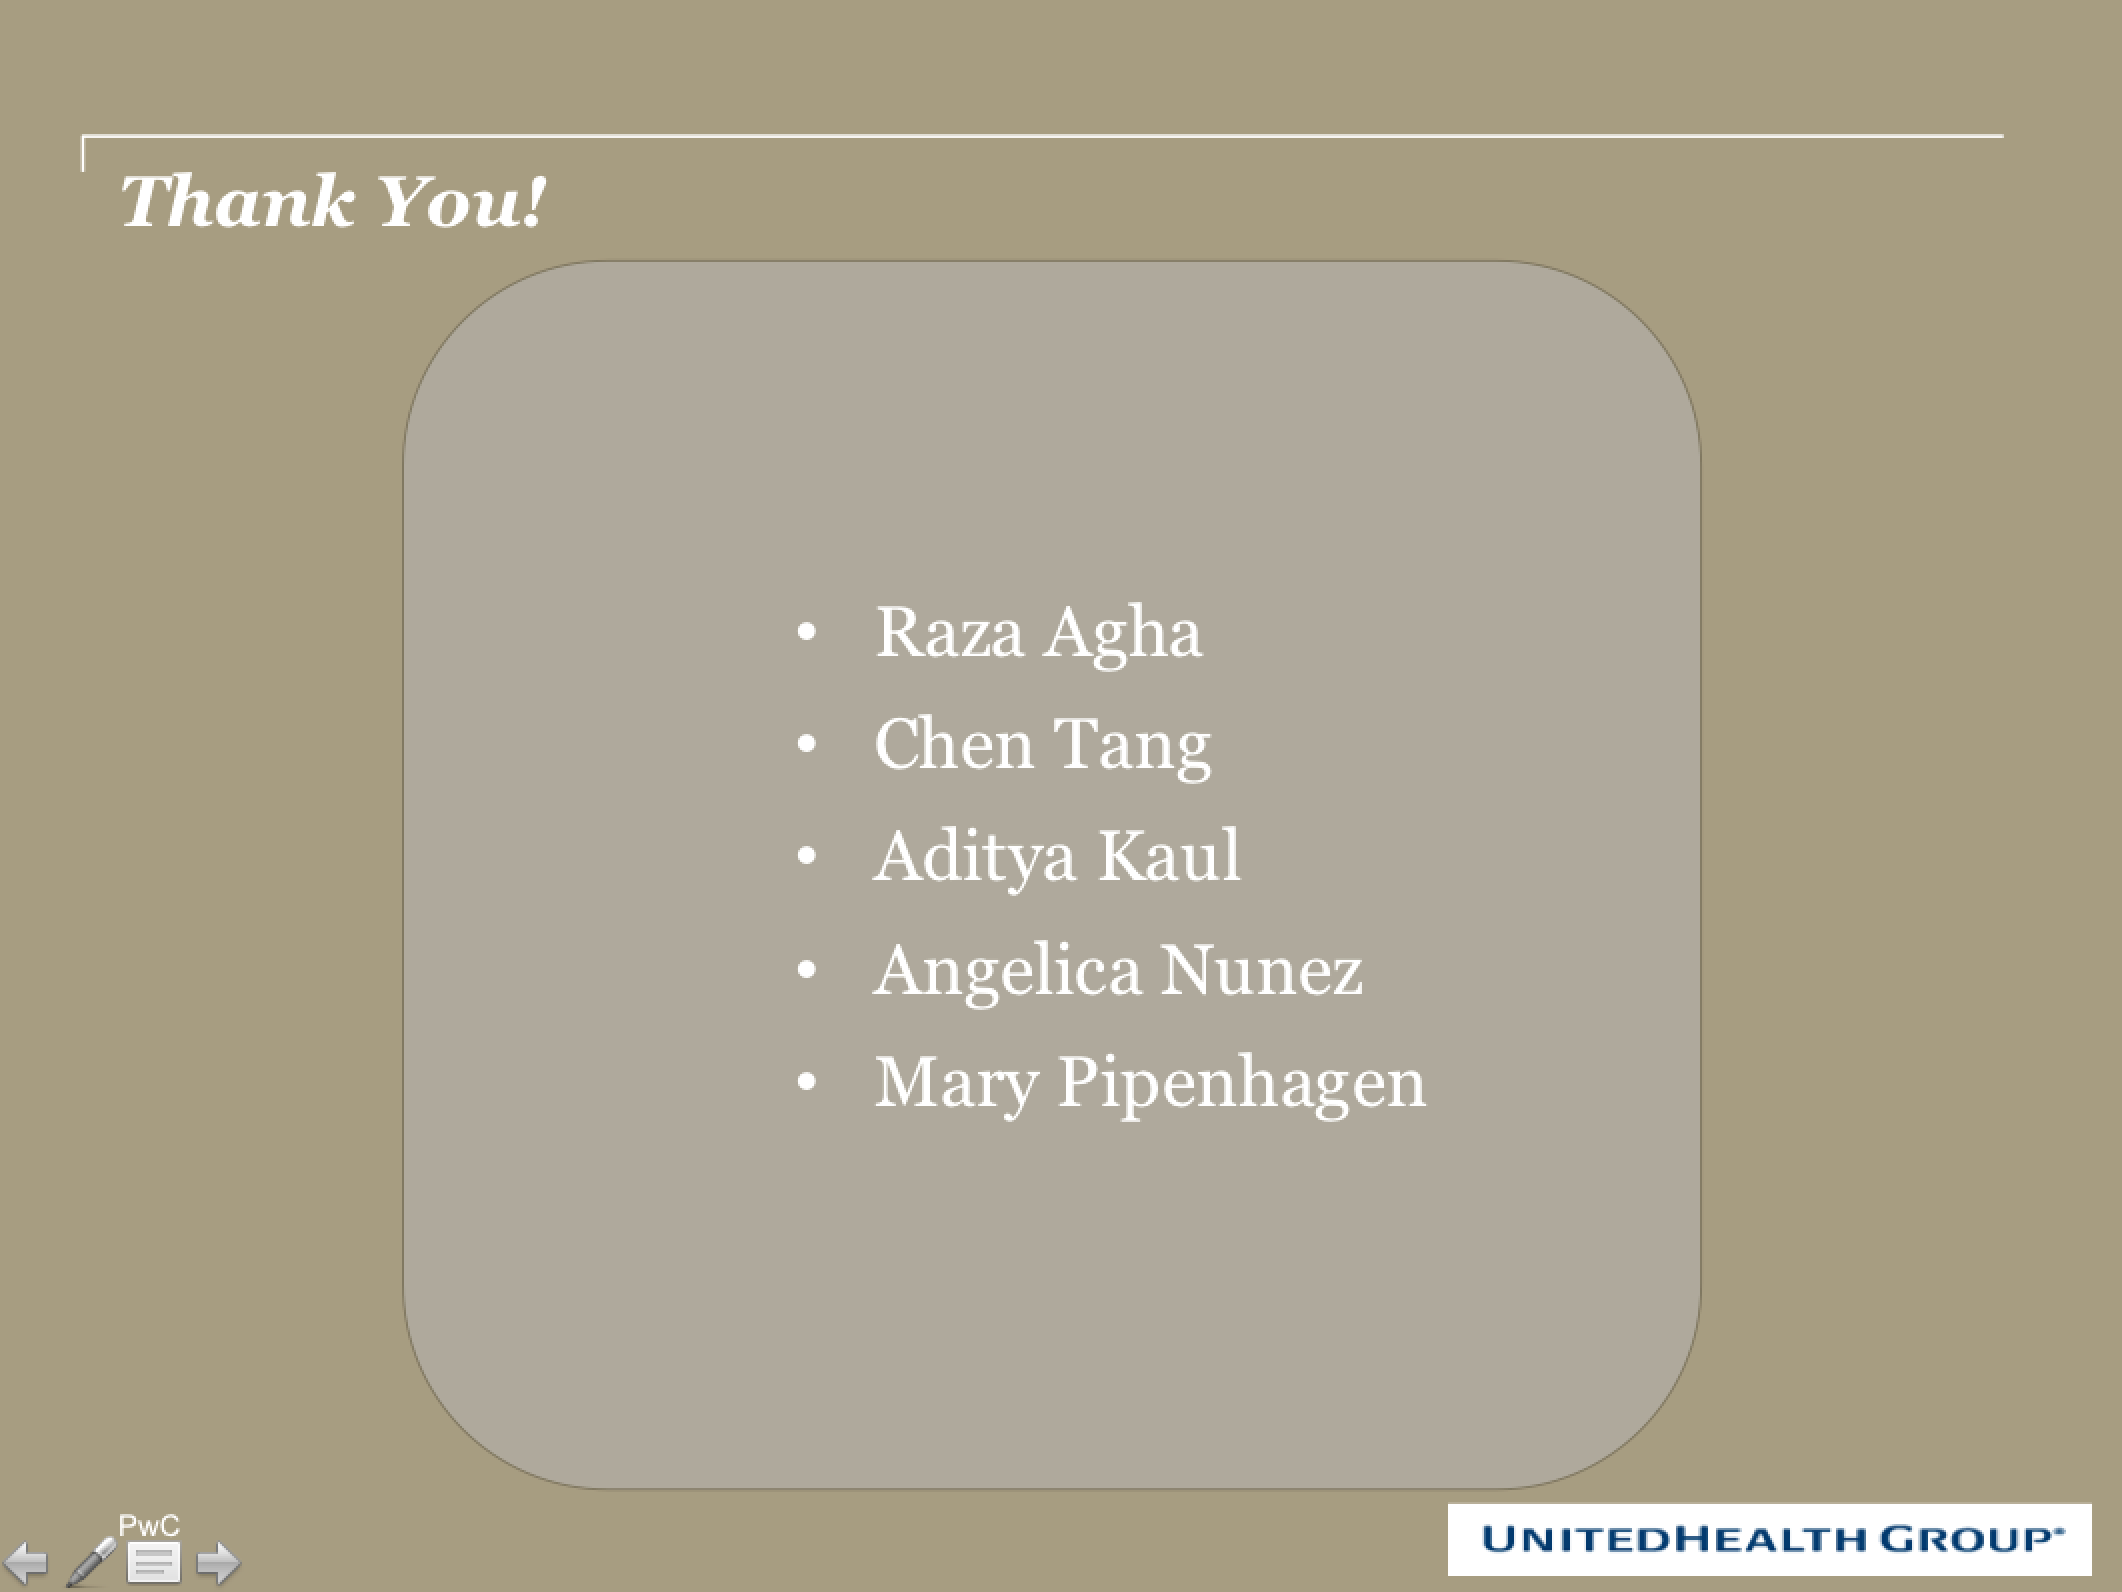 Thank You!
• Raza Agha
• Chen Tang
• Aditya Kaul
• Angelica Nunez
• Mary Pipenhagen
PwC
UNITEDHEALTH GROUP®